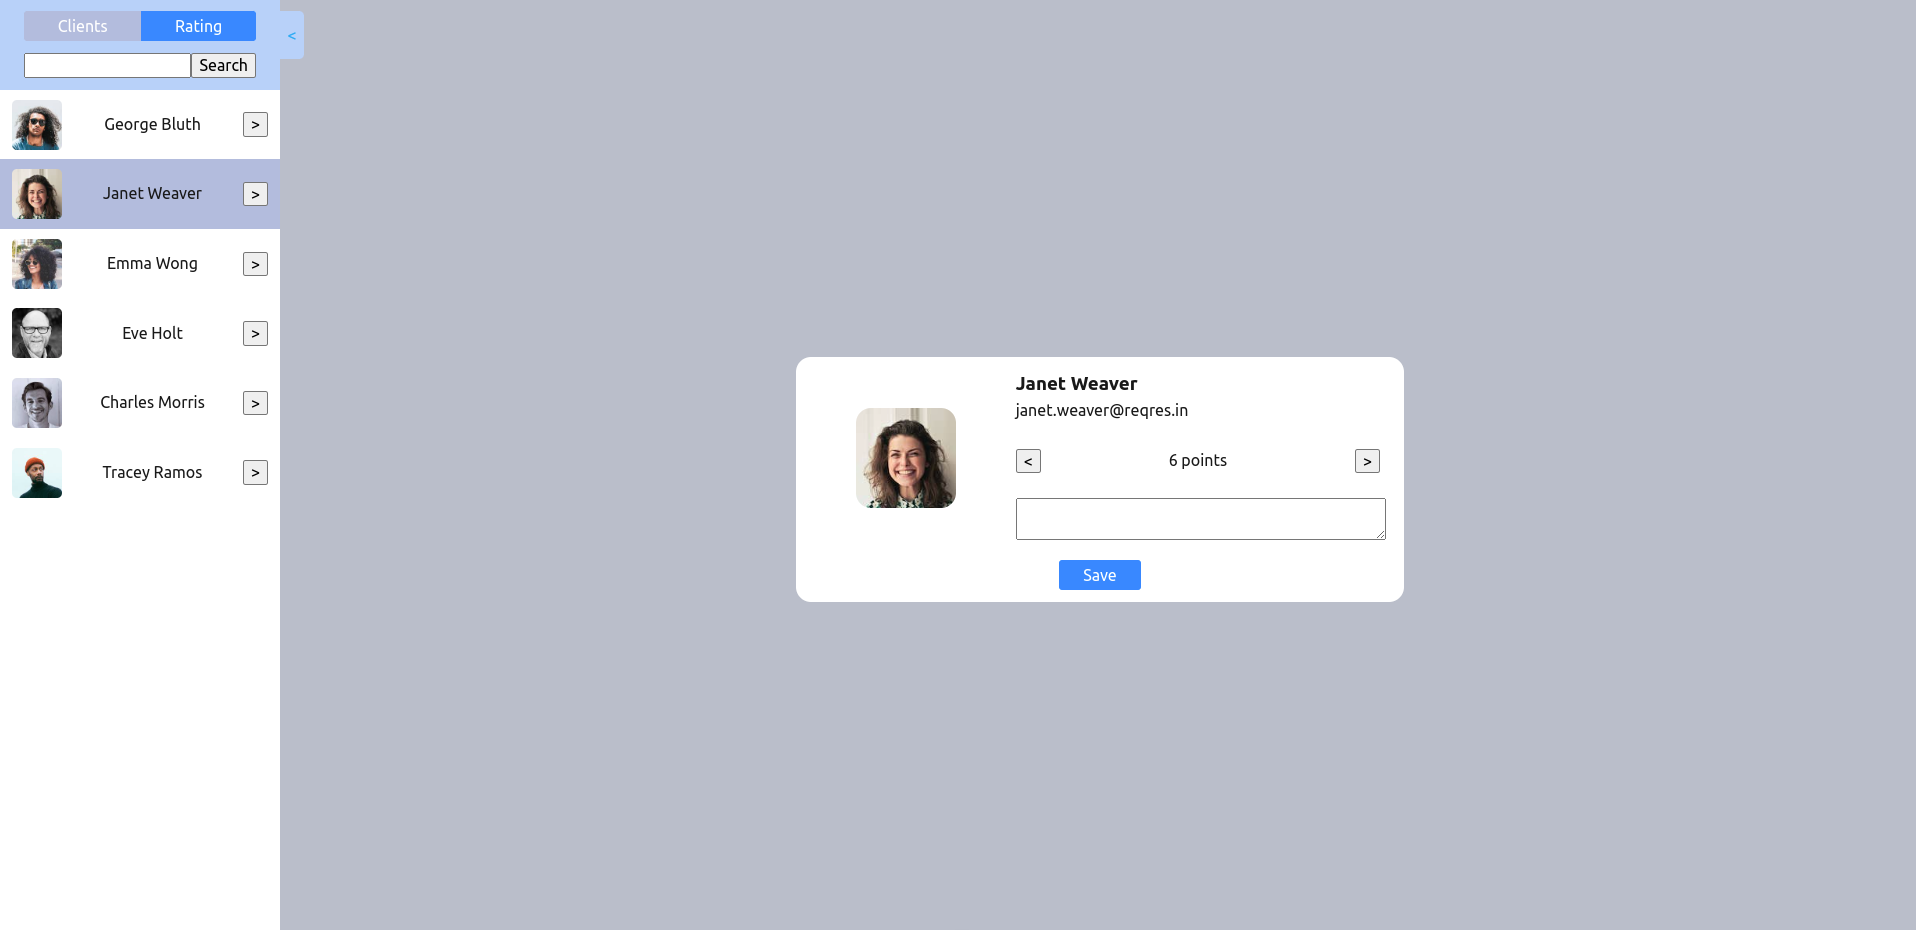 Clients Rating
<
Search
George Bluth >
Janet Weaver >
Emma Wong >
Eve Holt >
Charles Morris >
Tracey Ramos >
Janet Weaver
janet.weaver@reqres.in
< 6 points >
Save